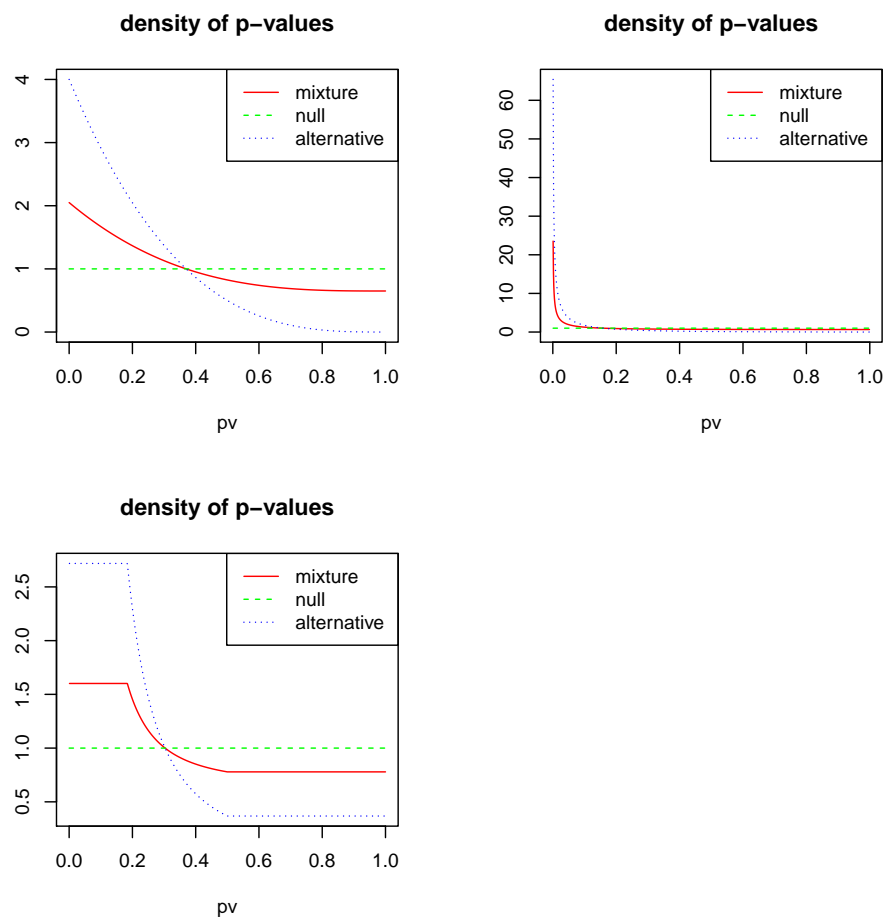 density of p−values
mixture
null
alternative
0 1 2 3 4
0.0 0.2 0.4 0.6 0.8 1.0
pv
density of p−values
mixture
null
alternative
0 10 20 30 40 50 60
0.0 0.2 0.4 0.6 0.8 1.0
pv
density of p−values
mixture
null
alternative
0.5 1.0 1.5 2.0 2.5
0.0 0.2 0.4 0.6 0.8 1.0
pv